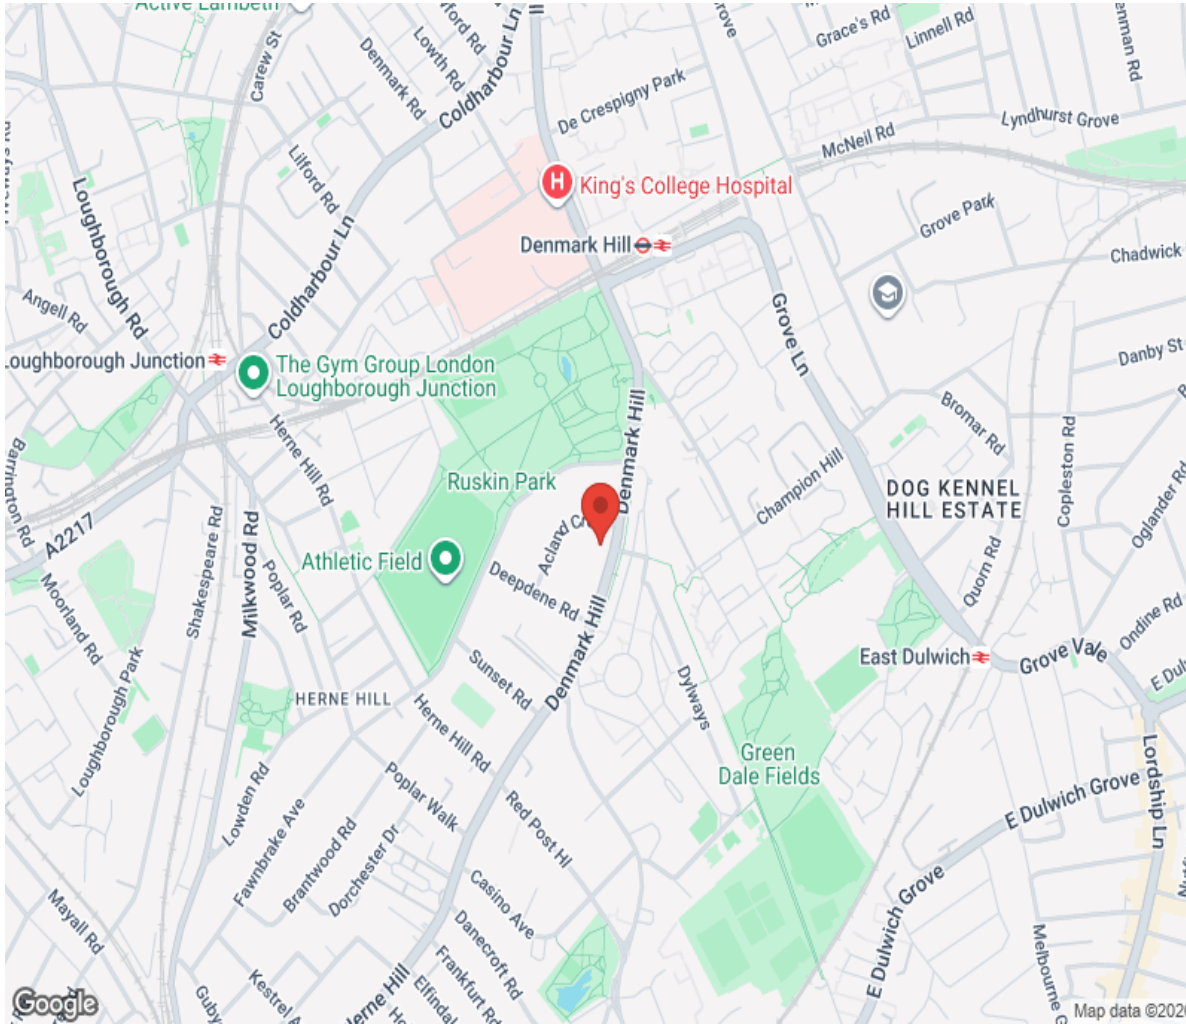 Active Lambeth
Carew St
Denmark Rd
Lowth Rd
Coldharbour Ln
Grove
Grace's Rd
Linnell Rd
De Crespigny Park
McNeil Rd
Lyndhurst Grove
Loughborough Rd
Lilford Rd
H
King's College Hospital
Denmark Hill
Grove Park
Chadwick
Angell Rd
Coldharbour Ln
Grove Ln
Loughborough Junction
The Gym Group London
Loughborough Junction
Danby St
Denmark Hill
Bromar Rd
Copleston Rd
Barrington Rd
Herne Hill Rd
Ruskin Park
Champion Hill
DOG KENNEL
HILL ESTATE
Oglander Rd
A2217
Shakespeare Rd
Milkwood Rd
Athletic Field
Acland Cr
Deepdene Rd
Quorn Rd
Moorland Rd
Poplar Rd
Denmark Hill
Ondine Rd
East Dulwich
Grove Vale
Loughborough Park
HERNE HILL
Sunset Rd
Dylways
Herne Hill Rd
Green
Dale Fields
Lordship Ln
Lowden Rd
Poplar Walk
Red Post Hl
E Dulwich Grove
Fawnbrake Ave
Brantwood Rd
Dorchester Dr
Casino Ave
E Dulwich Grove
Mayall Rd
Danecroft Rd
Frankfurt Rd
Herne Hill
Kestrel A
Guby
Elfinda
Melbourne G
Google
Map data ©2026